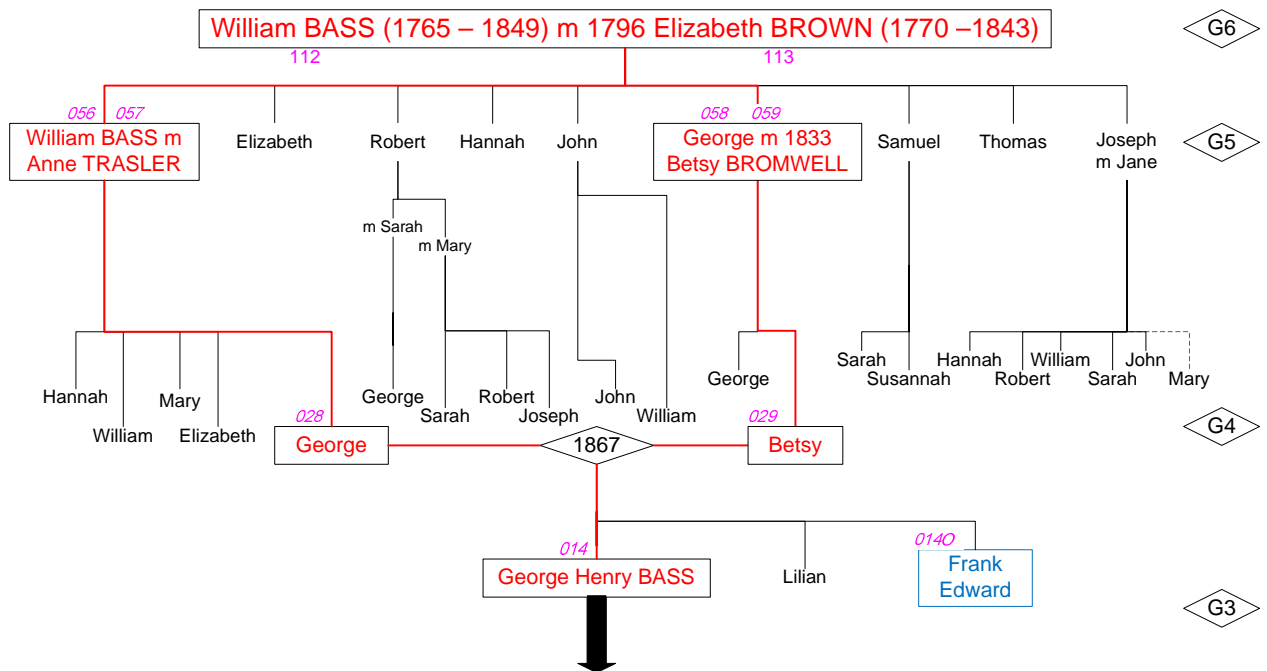 William BASS (1765 – 1849) m 1796 Elizabeth BROWN (1770 –1843)
G6
112
113
056 057
058 059
William BASS m
Anne TRASLER
Elizabeth
Robert
Hannah
John
George m 1833
Betsy BROMWELL
Samuel
Thomas
Joseph
m Jane
G5
m Sarah
m Mary
Hannah
William
Mary
Elizabeth
George
Sarah
Robert
Joseph
John
William
George
Sarah
Susannah
Hannah
Robert
William
Sarah
John
Mary
028
George
1867
029
Betsy
G4
014
George Henry BASS
Lilian
014O
Frank
Edward
G3